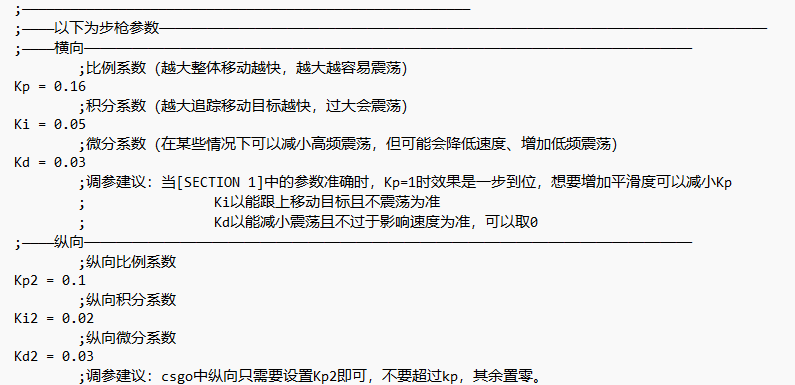 ;————————————————————————————
;————以下为步枪参数——————————————————————————————————————
;————横向——————————————————————————————————————
;比例系数（越大整体移动越快，越大越容易震荡）
Kp = 0.16
;积分系数（越大追踪移动目标越快，过大会震荡）
Ki = 0.05
;微分系数（在某些情况下可以减小高频震荡，但可能会降低速度、增加低频震荡）
Kd = 0.03
;调参建议：当[SECTION 1]中的参数准确时，Kp=1时效果是一步到位，想要增加平滑度可以减小Kp
; Ki以能跟上移动目标且不震荡为准
; Kd以能减小震荡且不过于影响速度为准，可以取0
;————纵向——————————————————————————————————————
;纵向比例系数
Kp2 = 0.1
;纵向积分系数
Ki2 = 0.02
;纵向微分系数
Kd2 = 0.03
;调参建议：csgo中纵向只需要设置Kp2即可，不要超过kp，其余置零。